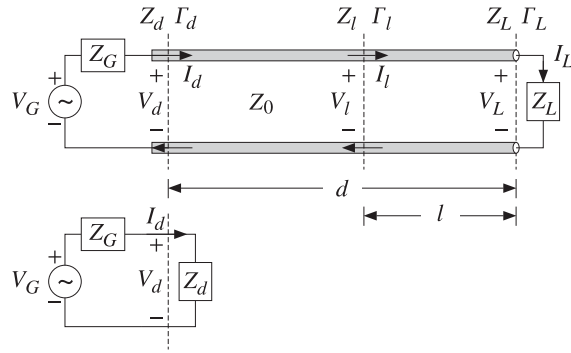 Z_d Γ_d Z_l Γ_l Z_L Γ_L
Z_G I_d I_l I_L
+ + + +
V_G ~ V_d Z_0 V_l V_L Z_L
− − − −
d
l
Z_G I_d
+ +
V_G ~ V_d Z_d
− −